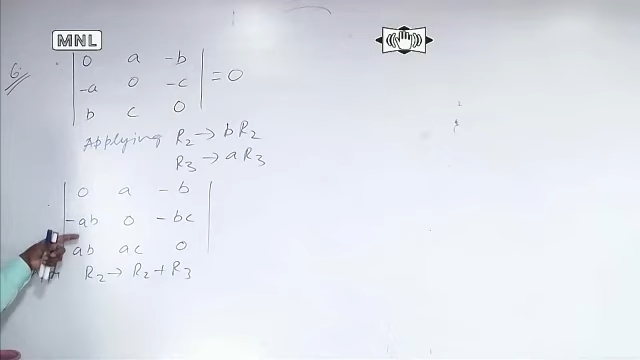 MNL
6.
| 0 a -b |
| -a 0 -c | = 0
| b c 0 |
Applying R₂ → bR₂
R₃ → aR₃
| 0 a -b |
| -ab 0 -bc |
| ab ac 0 |
R₂ → R₂ + R₃